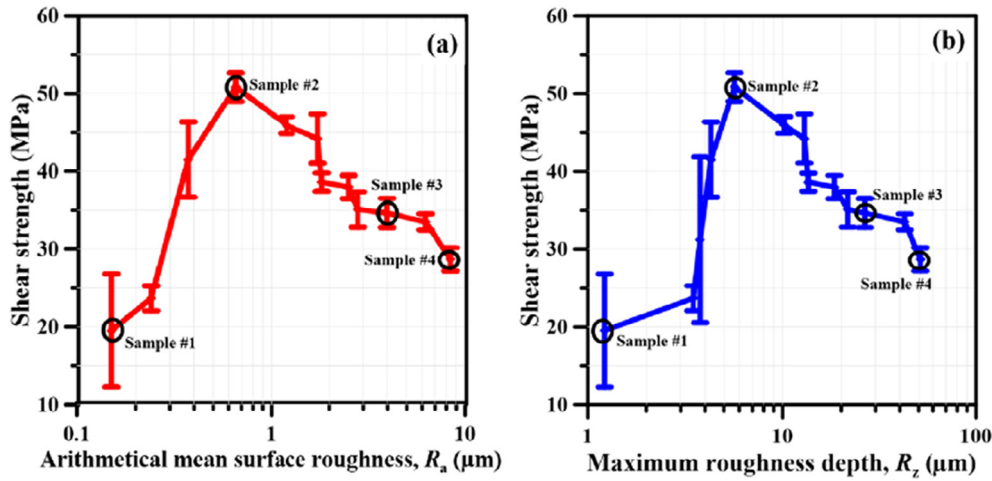 60
50
40
30
20
10
Shear strength (MPa)
(a)
Sample #2
Sample #3
Sample #4
Sample #1
0.1
1
10
Arithmetical mean surface roughness, Ra (μm)
60
50
40
30
20
10
Shear strength (MPa)
(b)
Sample #2
Sample #3
Sample #4
Sample #1
1
10
100
Maximum roughness depth, Rz (μm)